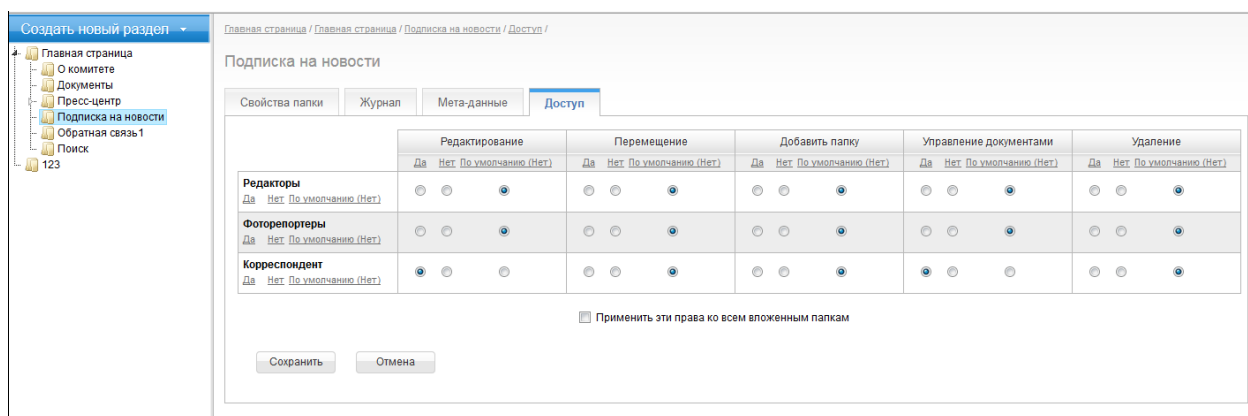 Создать новый раздел
Главная страница
О комитете
Документы
Пресс-центр
Подписка на новости
Обратная связь1
Поиск
123
Главная страница / Главная страница / Подписка на новости / Доступ /
Подписка на новости
Свойства папки Журнал Мета-данные Доступ
Редактирование Перемещение Добавить папку Управление документами Удаление
Да Нет По умолчанию (Нет) Да Нет По умолчанию (Нет) Да Нет По умолчанию (Нет) Да Нет По умолчанию (Нет) Да Нет По умолчанию (Нет)
Редакторы
Да Нет По умолчанию (Нет)
Фоторепортеры
Да Нет По умолчанию (Нет)
Корреспондент
Да Нет По умолчанию (Нет)
Применить эти права ко всем вложенным папкам
Сохранить Отмена